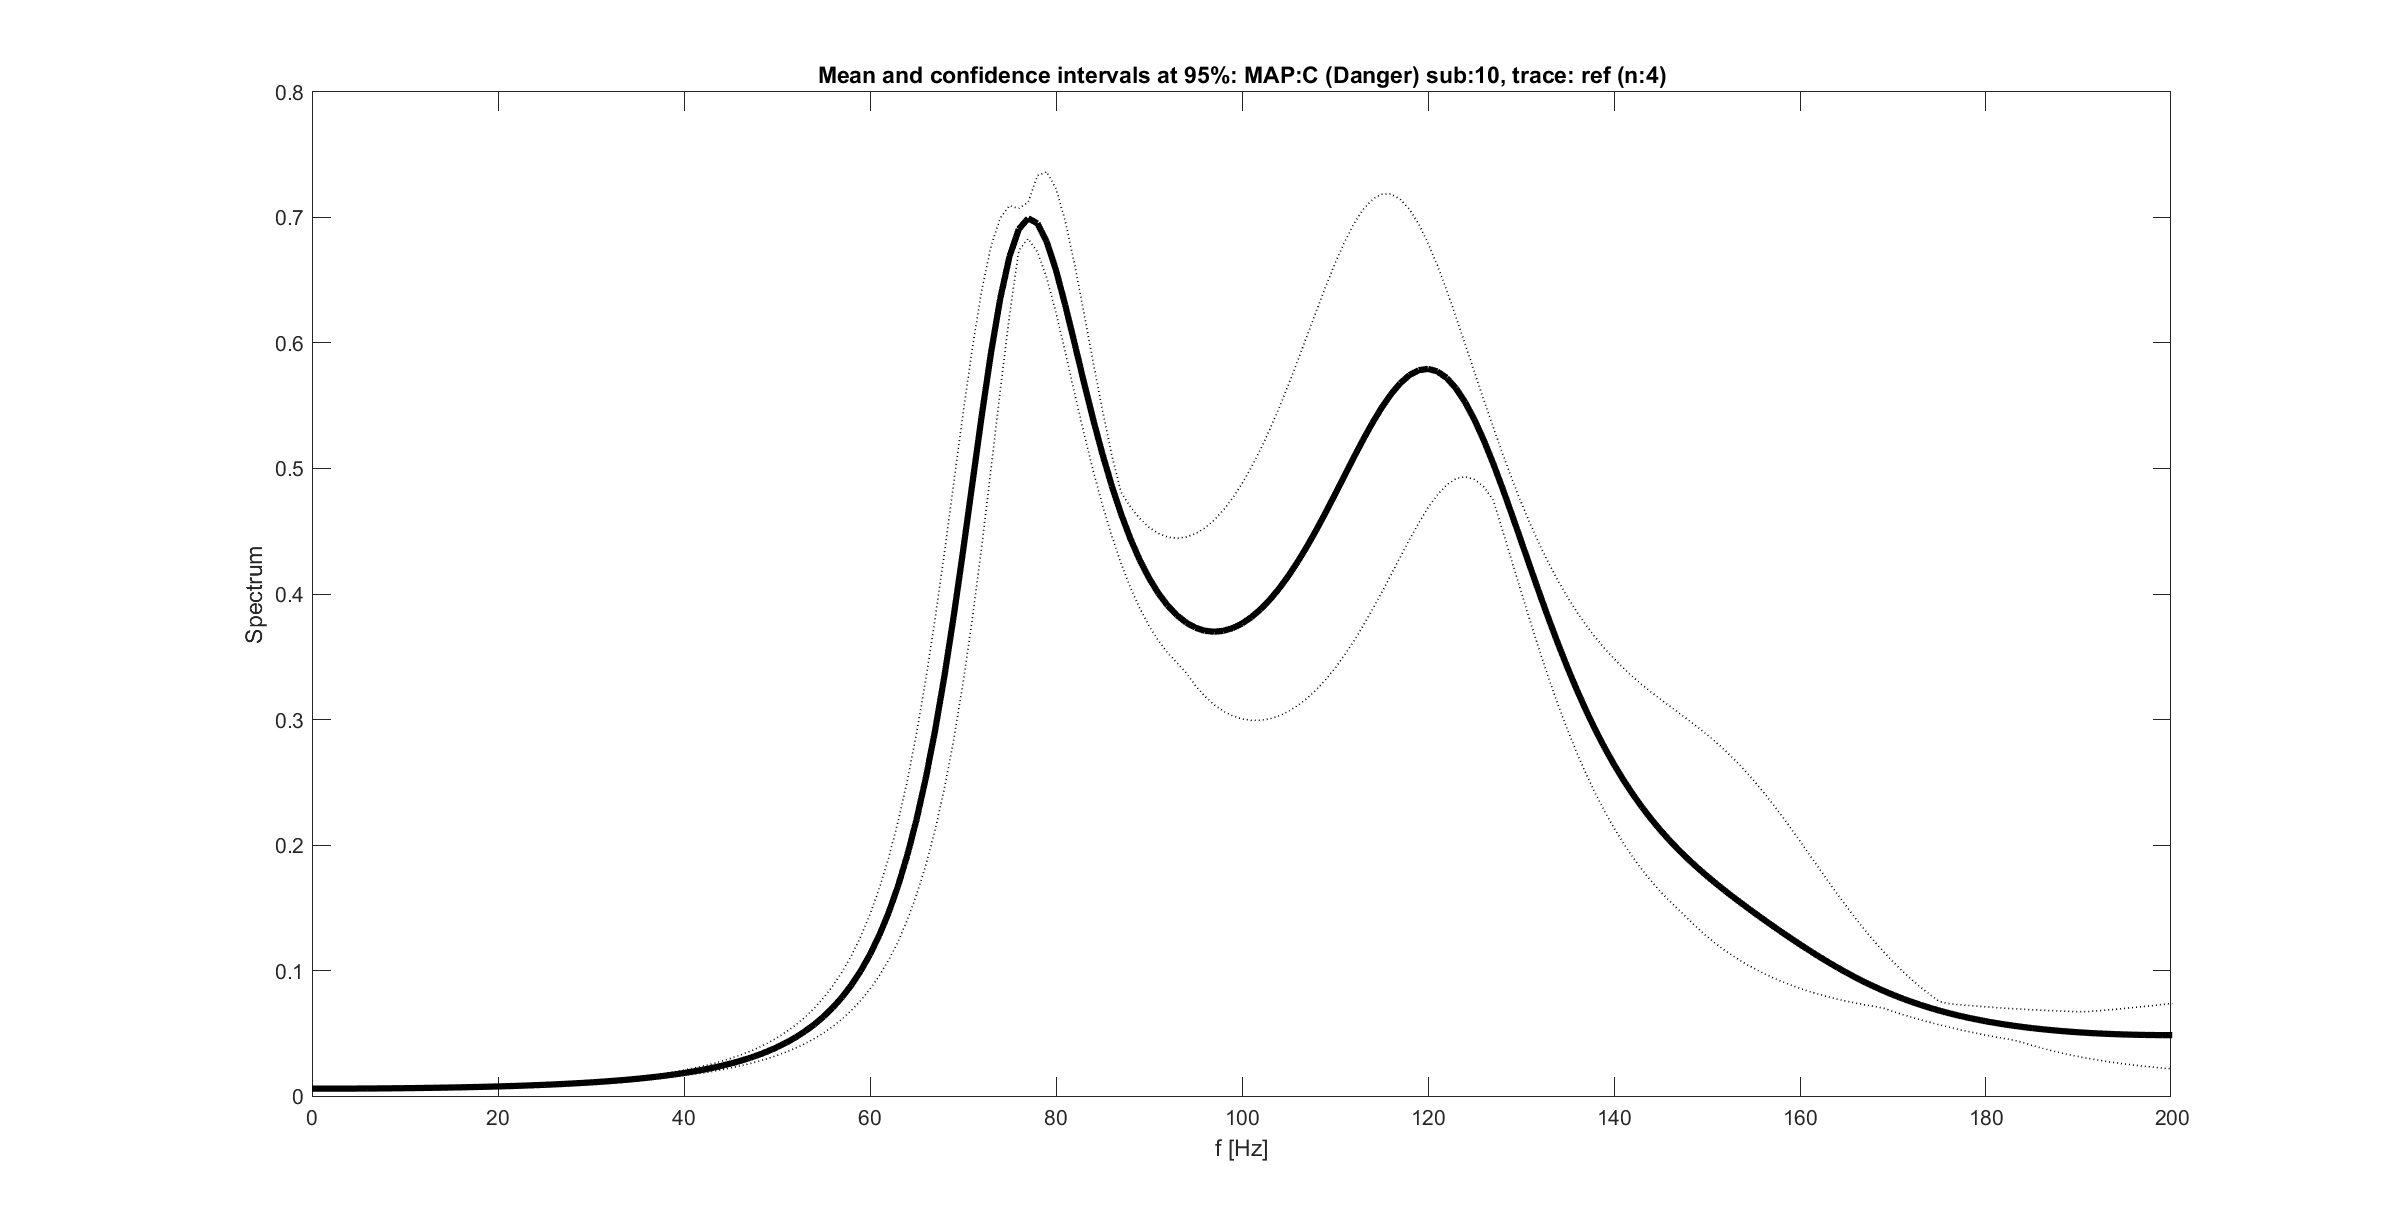 Mean and confidence intervals at 95%: MAP:C (Danger) sub:10, trace: ref (n:4)
0.8
0.7
0.6
0.5
0.4
0.3
0.2
0.1
0
Spectrum
0 20 40 60 80 100 120 140 160 180 200
f [Hz]